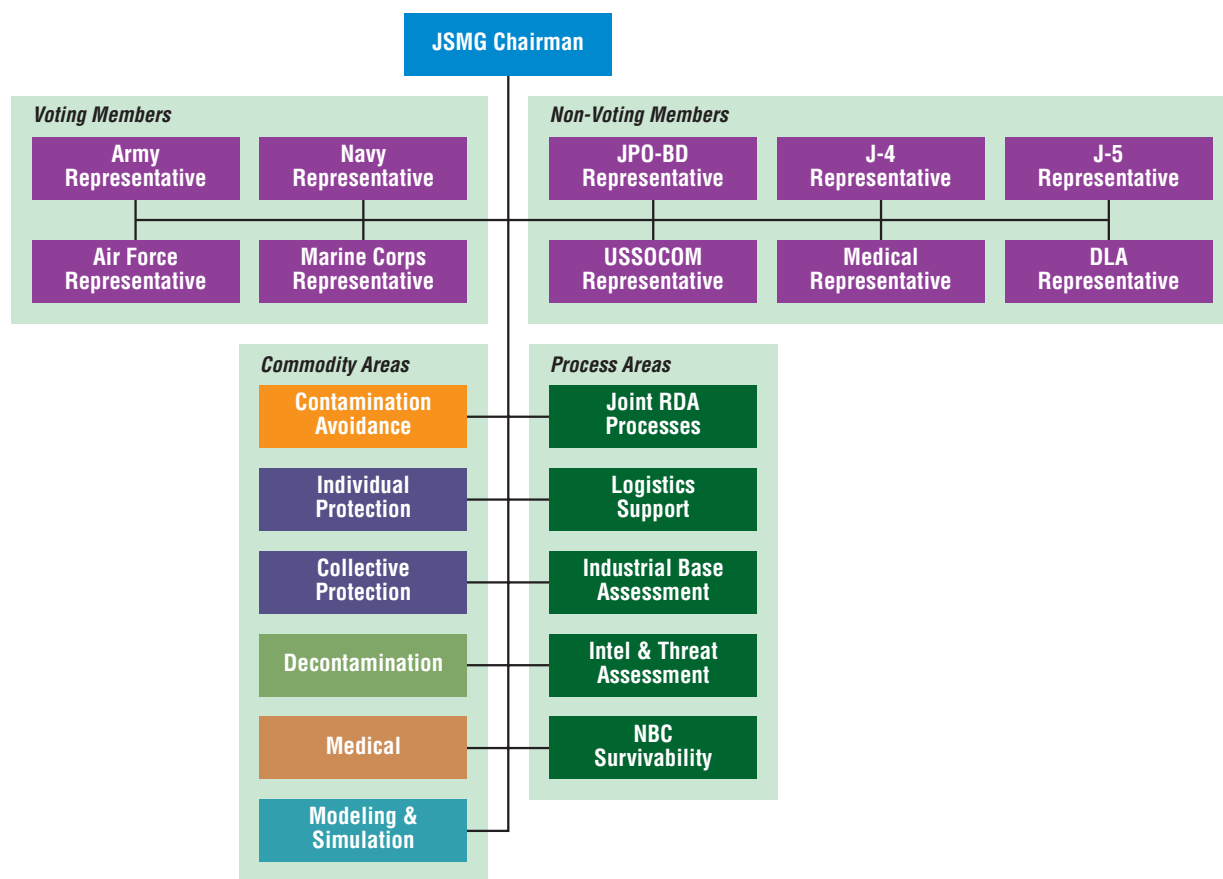 JSMG Chairman
Voting Members
Army
Representative
Navy
Representative
Air Force
Representative
Marine Corps
Representative
Non-Voting Members
JPO-BD
Representative
J-4
Representative
J-5
Representative
USSOCOM
Representative
Medical
Representative
DLA
Representative
Commodity Areas
Contamination
Avoidance
Individual
Protection
Collective
Protection
Decontamination
Medical
Modeling &
Simulation
Process Areas
Joint RDA
Processes
Logistics
Support
Industrial Base
Assessment
Intel & Threat
Assessment
NBC
Survivability